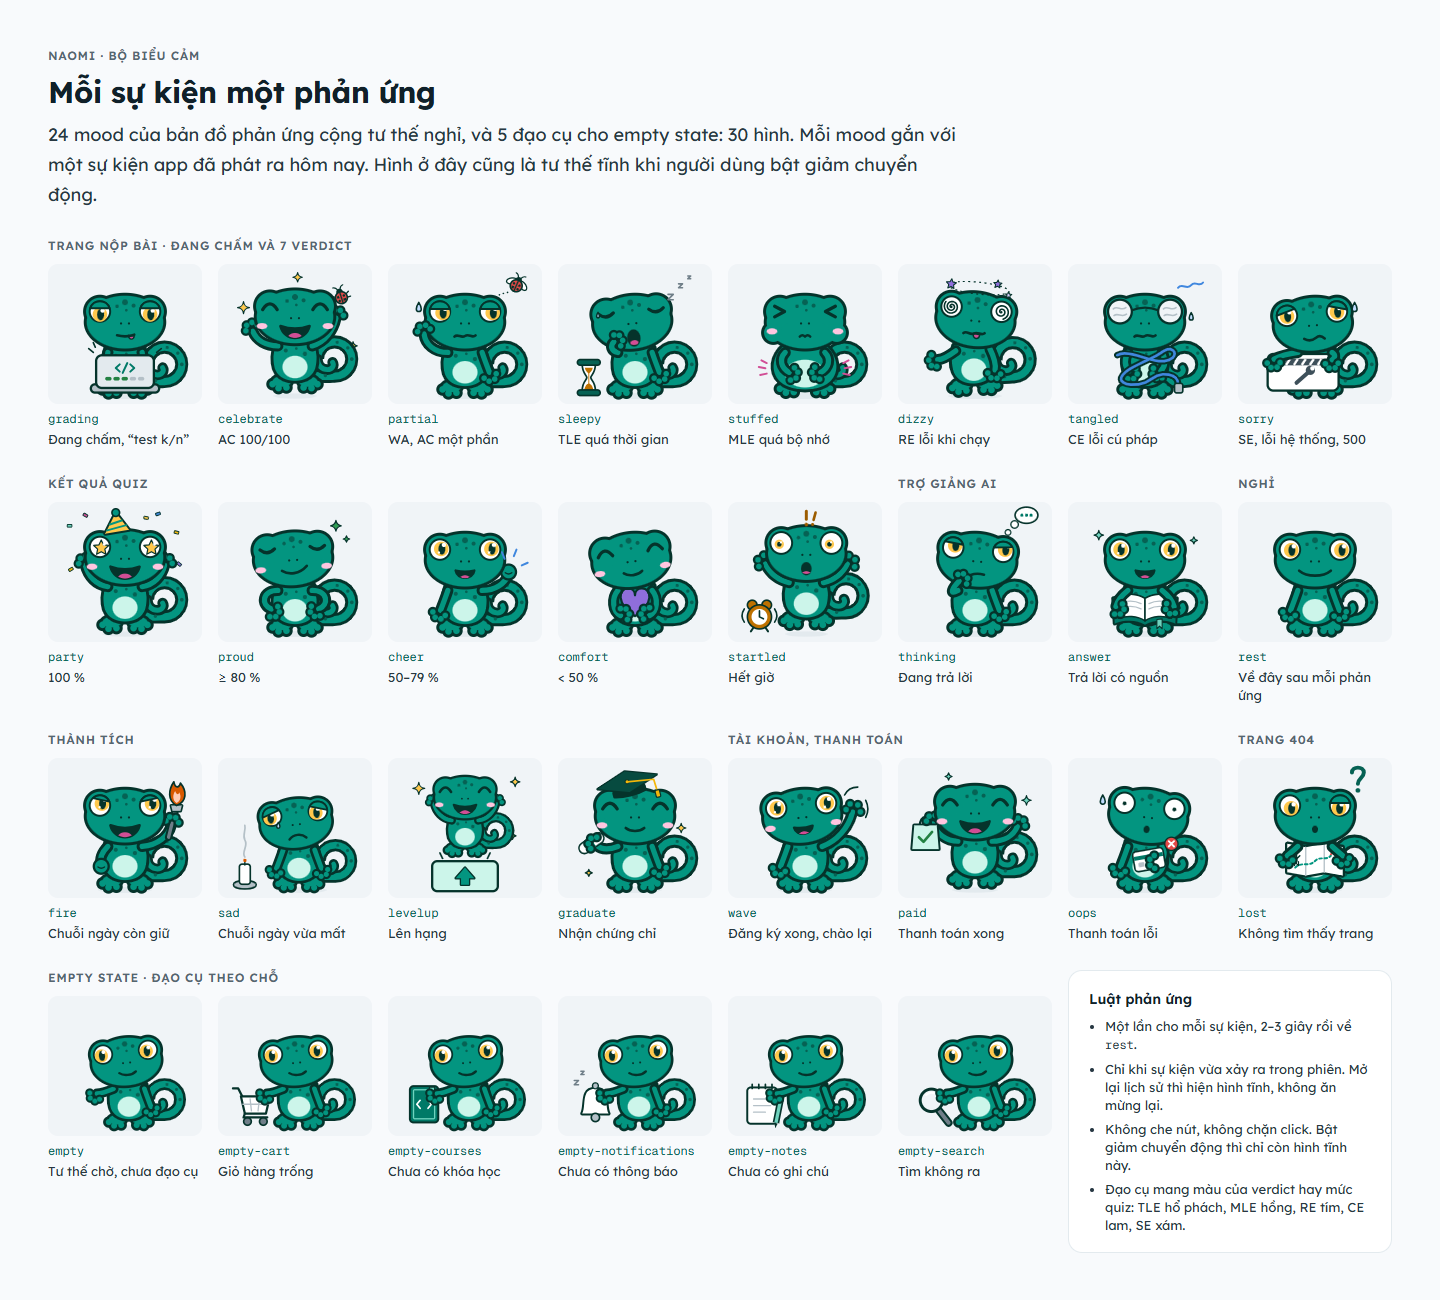 NAOMI · BỘ BIỂU CẢM
Mỗi sự kiện một phản ứng
24 mood của bản đồ phản ứng cộng tư thế nghỉ, và 5 đạo cụ cho empty state: 30 hình. Mỗi mood gắn với
một sự kiện app đã phát ra hôm nay. Hình ở đây cũng là tư thế tĩnh khi người dùng bật giảm chuyển
động.
TRANG NỘP BÀI · ĐANG CHẤM VÀ 7 VERDICT
z
z
z
</>
grading
celebrate
partial
sleepy
stuffed
dizzy
tangled
sorry
Đang chấm, “test k/n”
AC 100/100
WA, AC một phần
TLE quá thời gian
MLE quá bộ nhớ
RE lỗi khi chạy
CE lỗi cú pháp
SE, lỗi hệ thống, 500
KẾT QUẢ QUIZ
TRỢ GIẢNG AI
NGHỈ
party
proud
cheer
comfort
startled
thinking
answer
rest
100 %
≥ 80 %
50–79 %
< 50 %
Hết giờ
Đang trả lời
Trả lời có nguồn
Về đây sau mỗi phản
ứng
THÀNH TÍCH
TÀI KHOẢN, THANH TOÁN
TRANG 404
?
fire
sad
levelup
graduate
wave
paid
oops
lost
Chuỗi ngày còn giữ
Chuỗi ngày vừa mất
Lên hạng
Nhận chứng chỉ
Đăng ký xong, chào lại
Thanh toán xong
Thanh toán lỗi
Không tìm thấy trang
EMPTY STATE · ĐẠO CỤ THEO CHỖ
z
z
< >
empty
empty-cart
empty-courses
empty-notifications
empty-notes
empty-search
Tư thế chờ, chưa đạo cụ
Giỏ hàng trống
Chưa có khóa học
Chưa có thông báo
Chưa có ghi chú
Tìm không ra
Luật phản ứng
• Một lần cho mỗi sự kiện, 2–3 giây rồi về
rest.
• Chỉ khi sự kiện vừa xảy ra trong phiên. Mở
lại lịch sử thì hiện hình tĩnh, không ăn
mừng lại.
• Không che nút, không chặn click. Bật
giảm chuyển động thì chỉ còn hình tĩnh
này.
• Đạo cụ mang màu của verdict hay mức
quiz: TLE hổ phách, MLE hồng, RE tím, CE
lam, SE xám.